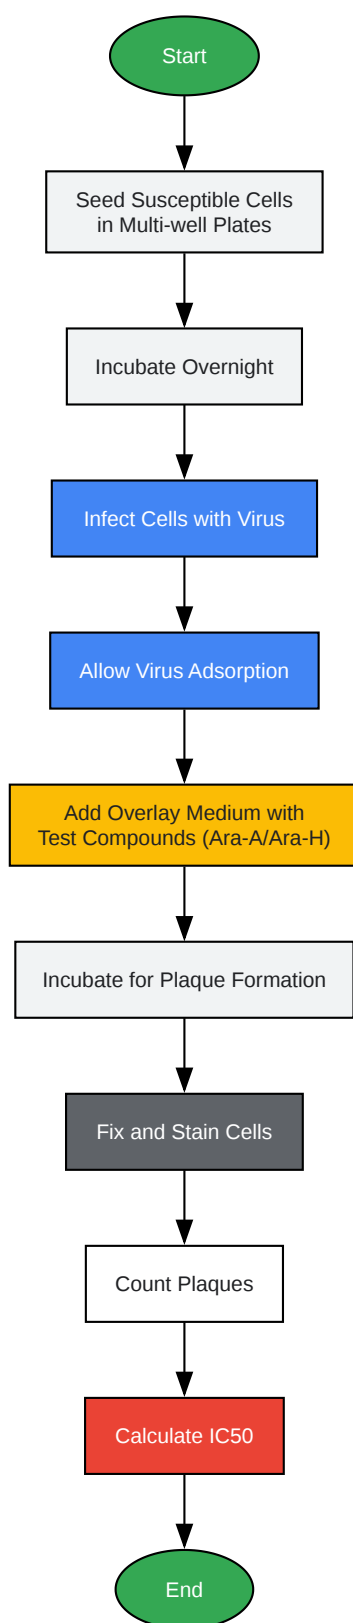 Start
Seed Susceptible Cells
in Multi-well Plates
Incubate Overnight
Infect Cells with Virus
Allow Virus Adsorption
Add Overlay Medium with
Test Compounds (Ara-A/Ara-H)
Incubate for Plaque Formation
Fix and Stain Cells
Count Plaques
Calculate IC50
End